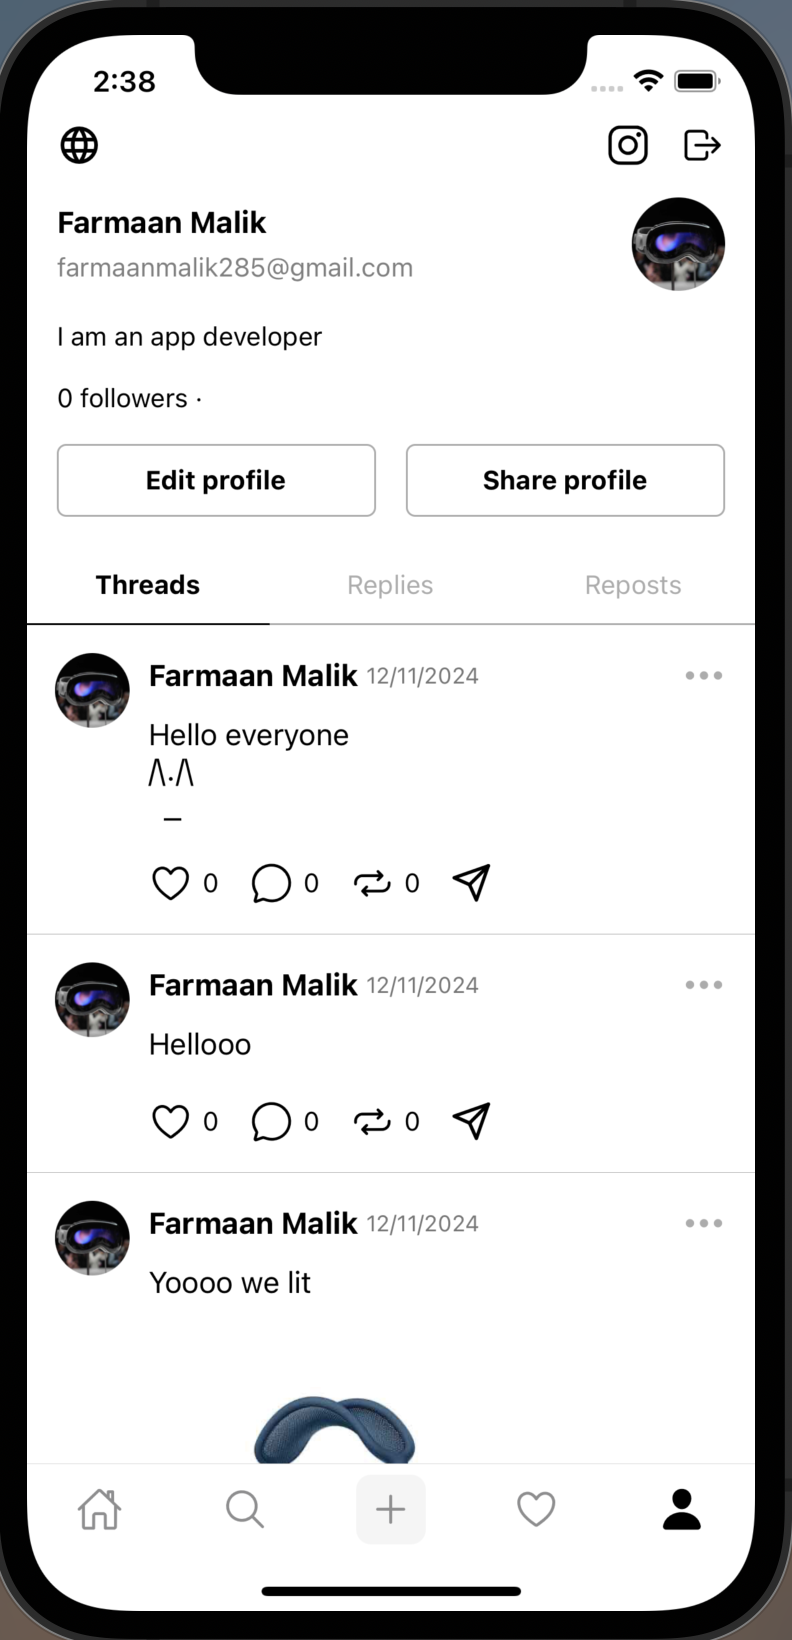 2:38
Farmaan Malik
farmaanmalik285@gmail.com
I am an app developer
0 followers ·
Edit profile Share profile
Threads Replies Reposts
Farmaan Malik 12/11/2024
Hello everyone
/\./\
_
0 0 0
Farmaan Malik 12/11/2024
Hellooo
0 0 0
Farmaan Malik 12/11/2024
Yoooo we lit